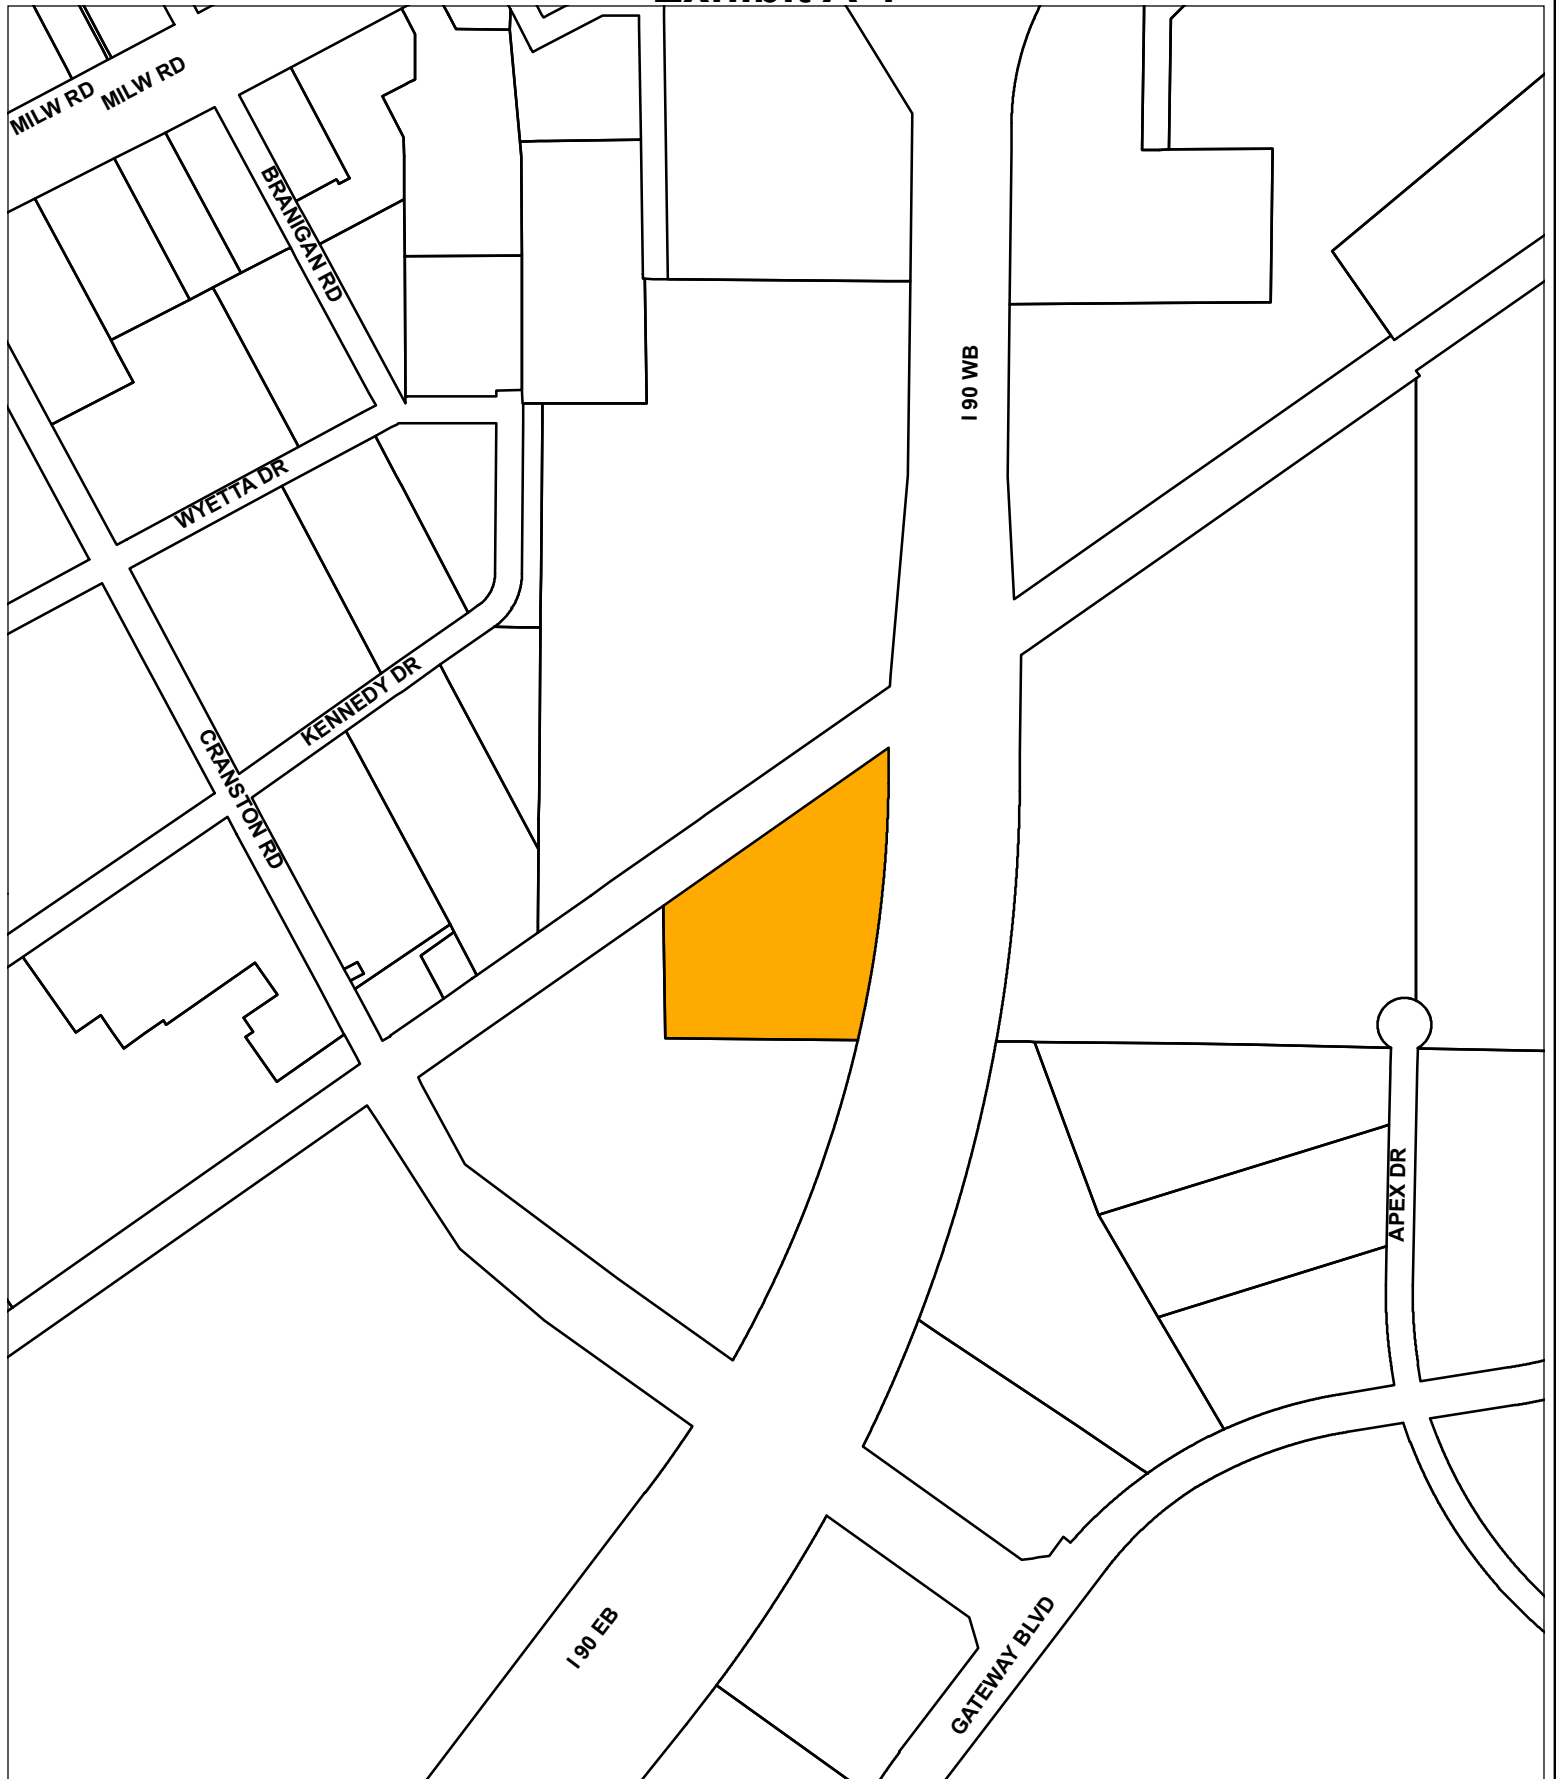 MILW RD
MILW RD
BRANIGAN RD
I 90 WB
WYETTA DR
KENNEDY DR
CRANSTON RD
APEX DR
I 90 EB
GATEWAY BLVD